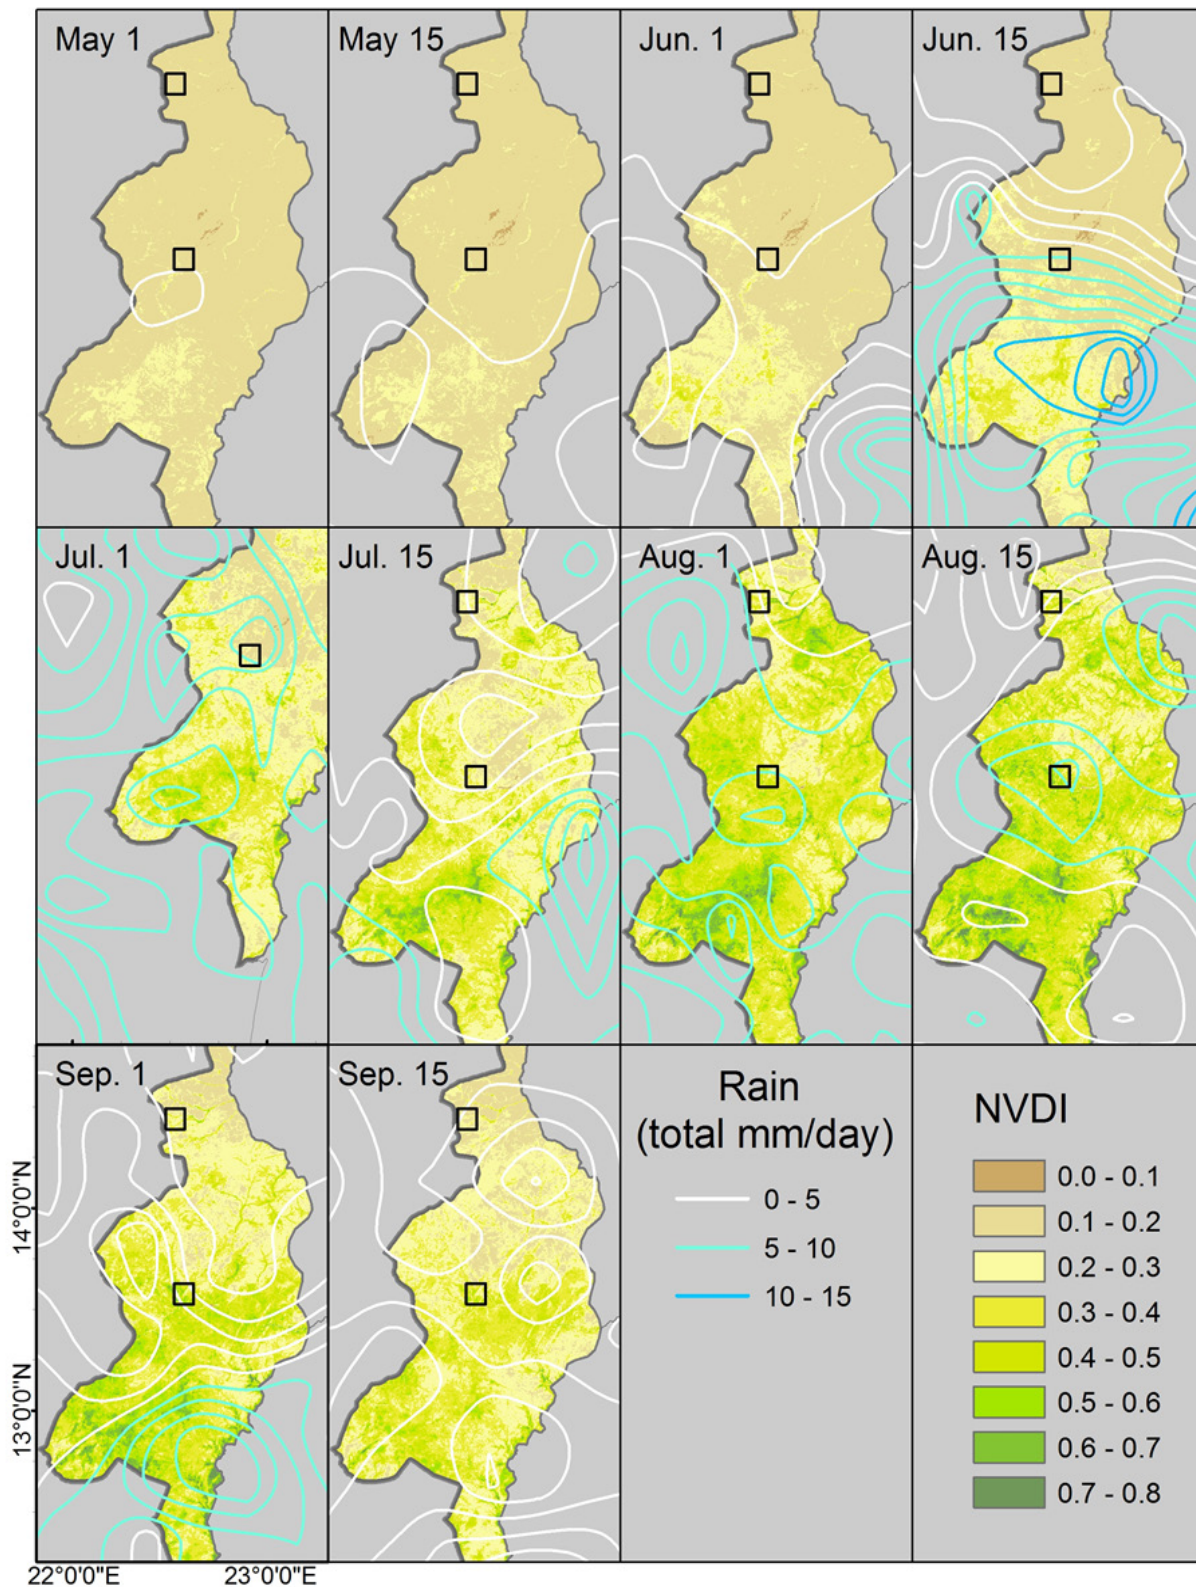 May 1
May 15
Jun. 1
Jun. 15
Jul. 1
Jul. 15
Aug. 1
Aug. 15
Sep. 1
Sep. 15
Rain
(total mm/day)
0 - 5
5 - 10
10 - 15
NVDI
0.0 - 0.1
0.1 - 0.2
0.2 - 0.3
0.3 - 0.4
0.4 - 0.5
0.5 - 0.6
0.6 - 0.7
0.7 - 0.8
14°0'0"N
13°0'0"N
22°0'0"E
23°0'0"E